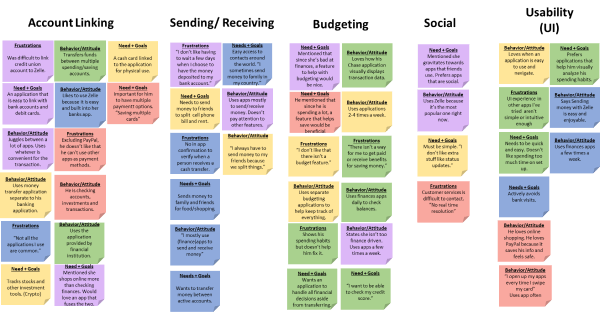 Account Linking
Frustrations
Was difficult to link
credit union
account to Zelle
Behavior/Attitude
Transfers funds
between multiple
spending/saving
accounts.
Need + Goals
A cash card linked
to the application
for physical use.
Need + Goals
An application that
is easy to link with
bank accounts and
debit cards.
Behavior/Attitude
Likes to use Zelle
because it is easy
and built into her
banks app.
Need + Goals
Important for him
to have multiple
payment options.
"Saving multiple
cards"
Behavior/Attitude
Juggles between a
lot of apps. Uses
whatever is
convenient for the
transaction.
Frustrations
Excluding PayPal,
he doesn't like that
he can't use other
apps as payment
methods.
Behavior/Attitude
Uses money
transfer application
separate to his
banking
application.
Behavior/Attitude
He is checking
accounts,
investments and
transactions.
Frustrations
"Not all the
applications I use
are common."
Behavior/Attitude
Uses the
application
provided by
financial
institution.
Need + Goals
Tracks stocks and
other investment
tools. (Crypto)
Need + Goals
Mentioned she
shops online more
than checking
finances. Would
love an app that
fuses the two.
Sending/ Receiving
Frustrations
"I don't like having
to wait a few days
when I choose to
have the money
deposited to my
bank account."
Need + Goals
Easy access to
contacts around
the world. "I
sometimes send
money to family in
my country."
Need + Goals
Needs to send
money to friends
to split cell phone
bill and rent.
Behavior/Attitude
Uses apps mostly
to send/receive
money. Doesn't
pay attention to
other features.
Frustrations
No in app
confirmation to
verify when a
person receives a
cash transfer.
Behavior/Attitude
"I always have to
send money to my
friends because
we split things."
Need + Goals
Sends money to
family and friends
for food/shopping.
Behavior/Attitude
"I mostly use
(finance)apps to
send and receive
money"
Need + Goals
Wants to transfer
money between
active accounts.
Budgeting
Need + Goals
Mentioned that
since she's bad at
finances, a feature
to help with
budgeting would be
Behavior/Attitude
Loves how his
Chase application
visually displays
transaction data.
Need + Goals
He mentioned that
since he is
spending a lot, a
feature that helps
save would be
beneficial
Behavior/Attitude
Uses applications
2-4 times a week.
Frustrations
"I don't like that
there isn't a
budget feature"
Frustrations
"There isn't a way
for me to get paid
or receive benefits
for saving money."
Behavior/Attitude
Uses separate
budgeting
applications to
help keep track of
everything.
Behavior/Attitude
Uses finances
apps daily to
check balances.
Frustrations
Shows his
spending habits
but doesn't help
him fix it.
Behavior/Attitude
Notes she isn't too
finance driven.
Uses apps a few
times a week.
Need + Goals
Wants an
application to
handle all financial
decisions aside
from transferring.
Need + Goals
"I want to be able
to check my credit
score."
Social
Need + Goals
Mentioned she
gravitates towards
apps that friends
use. Prefers apps
that are social.
Behavior/Attitude
Uses Zelle because
it's the most
popular one right
now.
Need + Goals
Must be simple. "I
don't like extra
stuff like status
updates."
Frustrations
Customer services is
difficult to contact.
"No real time
resolution"
Usability
(UI)
Behavior/Attitude
Loves when an
application is easy
to use and
navigate.
Need + Goals
Prefers
applications that
help him visually
analyze his
spending habits.
Frustrations
UI experience in
other apps I've
tried aren't simple
or intuitive enough
Behavior/Attitude
Says Sending
money with Zelle
is easy and
enjoyable.
Need + Goals
Needs to be quick
and easy. Doesn't
like spending too
much time on
set up.
Behavior/Attitude
Uses finances apps
a few times a week.
Need + Goals
Actively avoids
bank visits.
Behavior/Attitude
He loves online
shopping. He loves
PayPal because it
saves his info and
feels safe.
Behavior/Attitude
"I open up my apps
every time I swipe
my card"
Uses app often